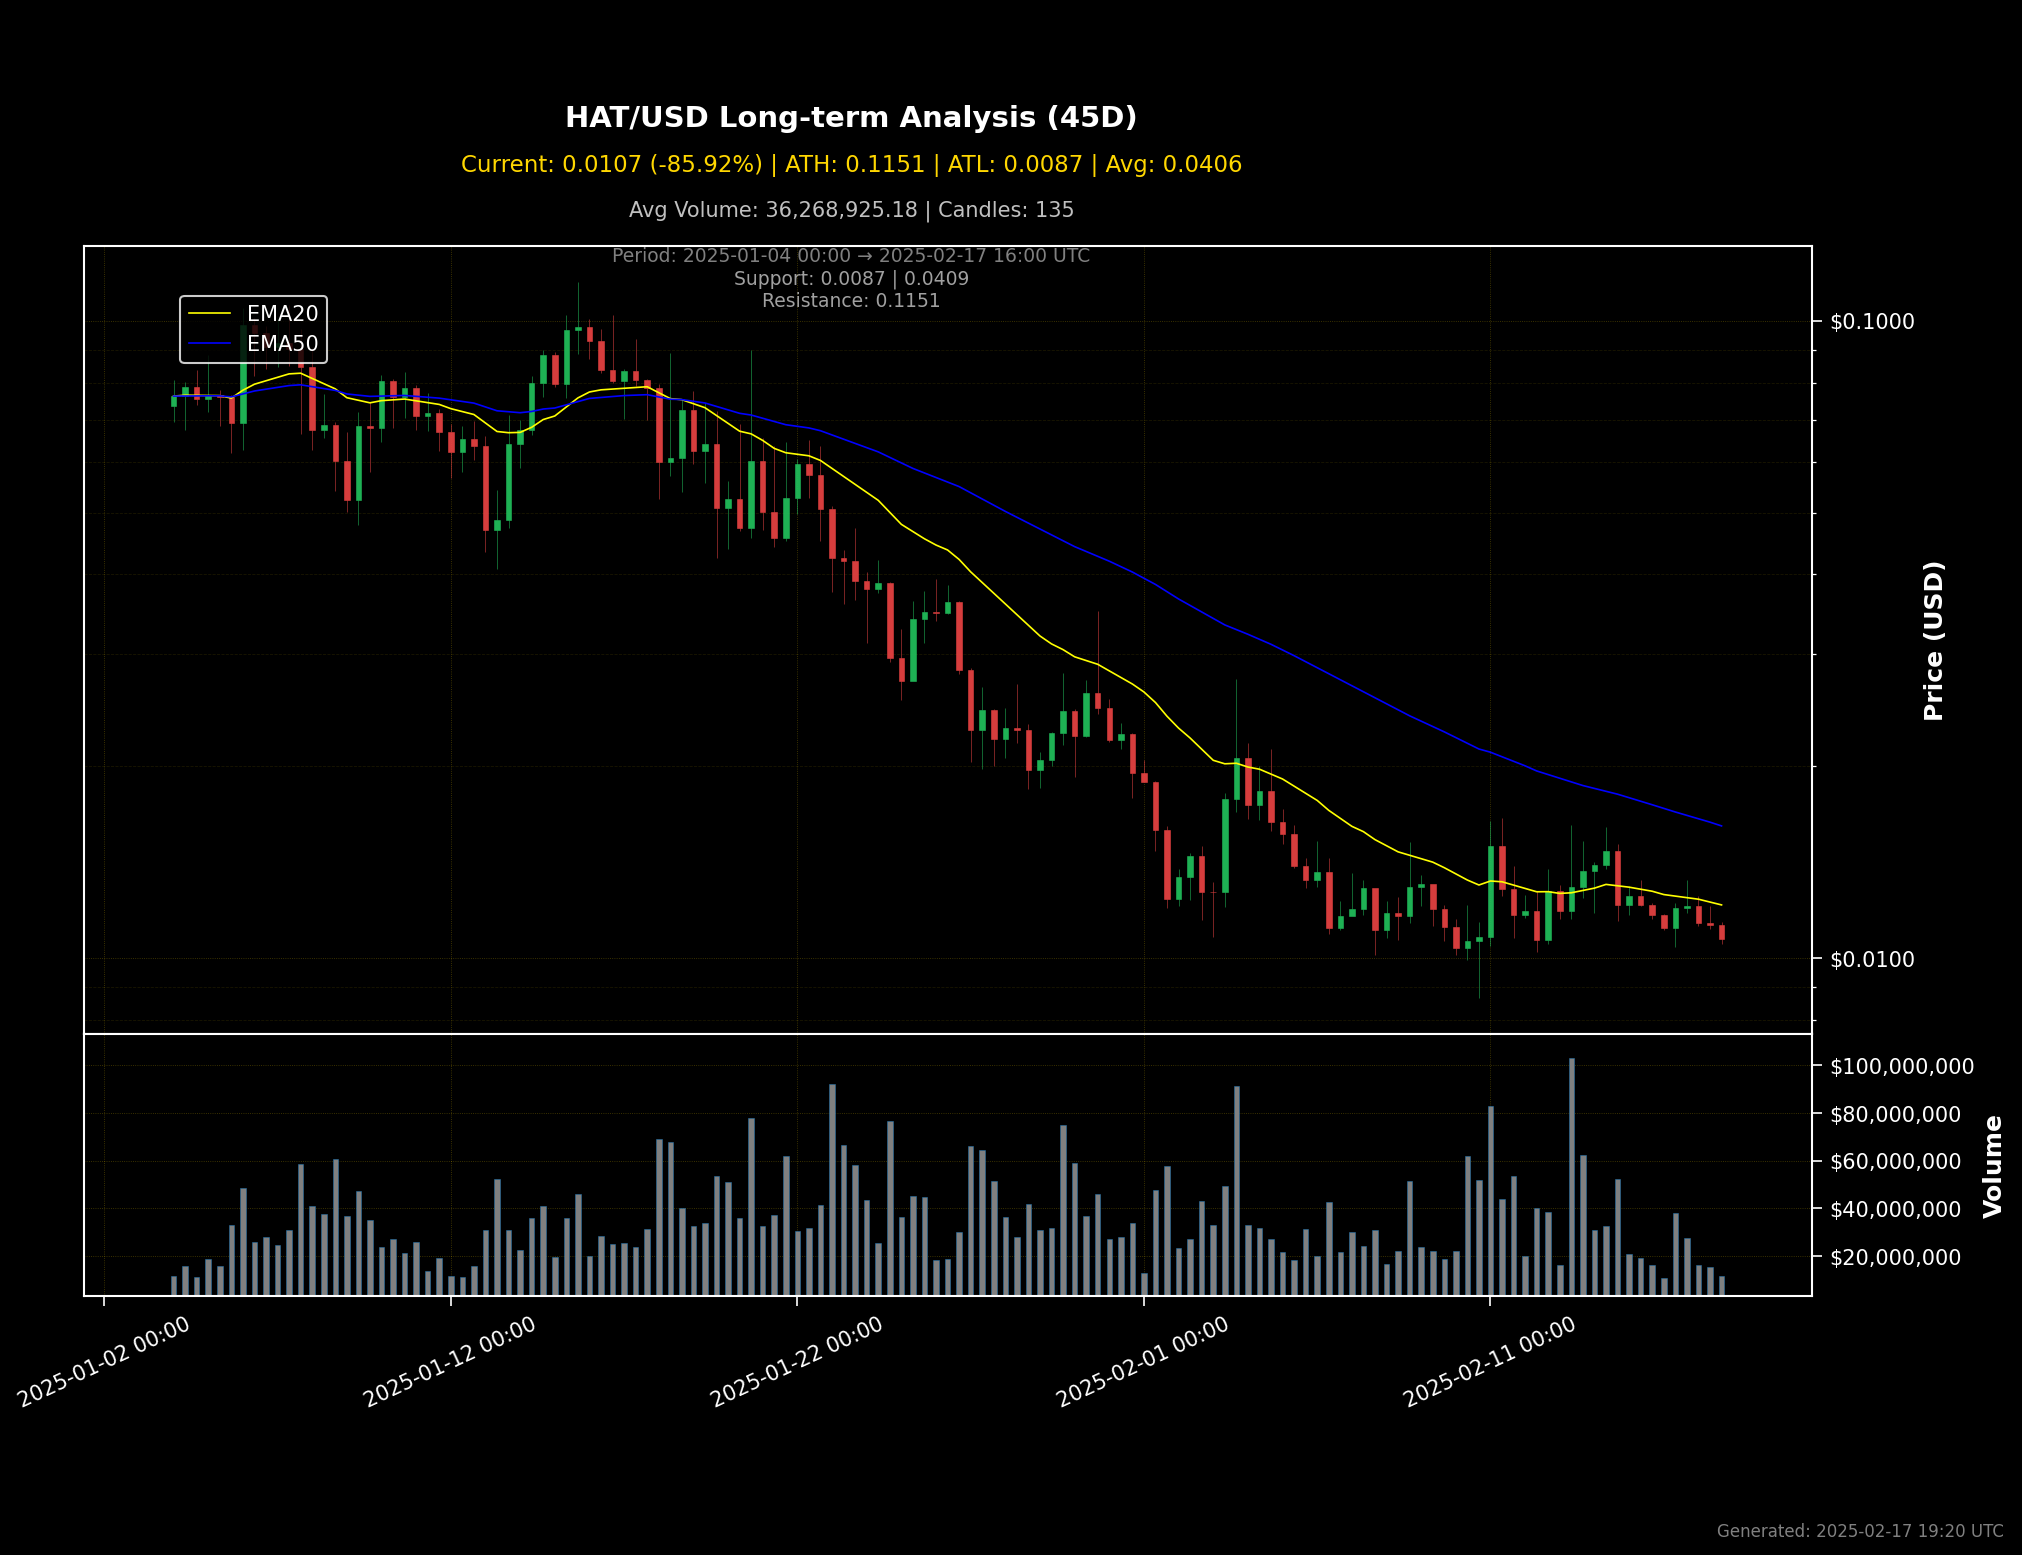 HAT/USD Long-term Analysis (45D)
Current: 0.0107 (-85.92%) | ATH: 0.1151 | ATL: 0.0087 | Avg: 0.0406
Avg Volume: 36,268,925.18 | Candles: 135
Period: 2025-01-04 00:00 → 2025-02-17 16:00 UTC
Support: 0.0087 | 0.0409
Resistance: 0.1151
EMA20
EMA50
$0.1000
$0.0100
Price (USD)
$100,000,000
$80,000,000
$60,000,000
$40,000,000
$20,000,000
Volume
2025-01-02 00:00
2025-01-12 00:00
2025-01-22 00:00
2025-02-01 00:00
2025-02-11 00:00
Generated: 2025-02-17 19:20 UTC